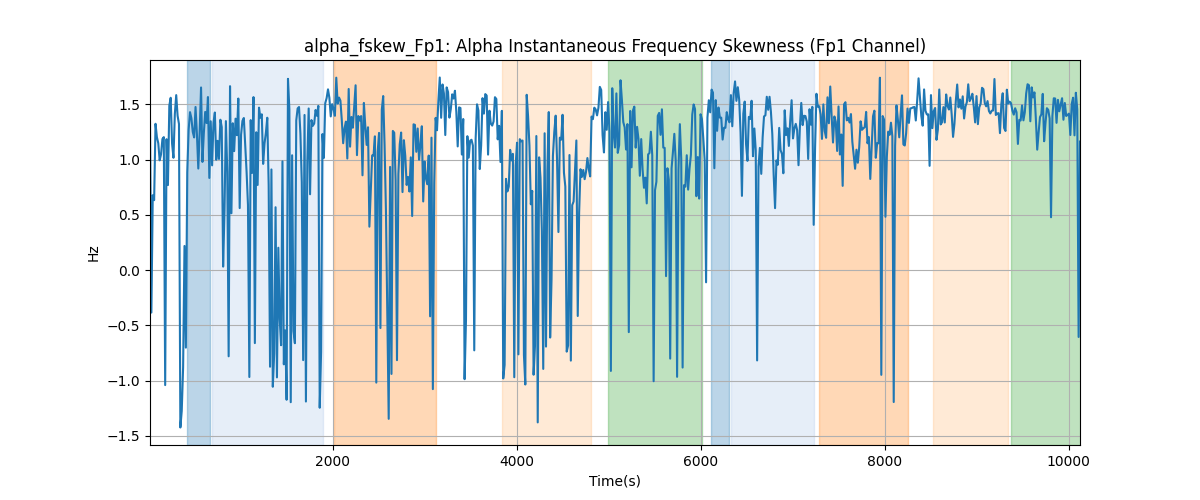 alpha_fskew_Fp1: Alpha Instantaneous Frequency Skewness (Fp1 Channel)
1.5
1.0
0.5
0.0
−0.5
−1.0
−1.5
Hz
2000 4000 6000 8000 10000
Time(s)